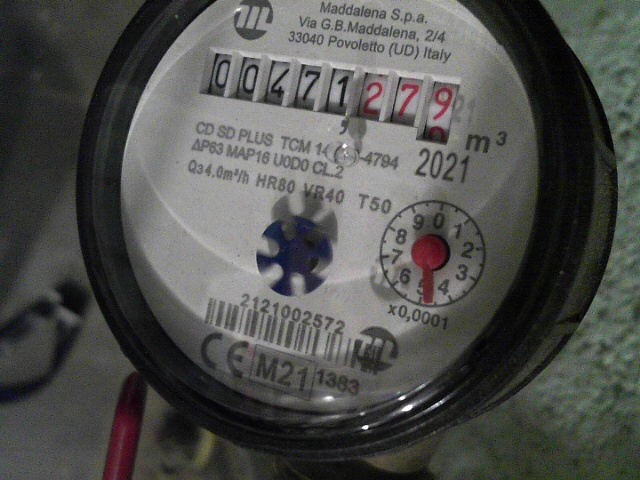 Maddalena S.p.a.
Via G.B.Maddalena, 2/4
33040 Povoletto (UD) Italy
00471279
m³
CD SD PLUS TCM 14 -4794
ΔP63 MAP16 U0D0 CL.2
2021
Q₃4.0m³/h HR80 VR40 T50
0
1
2
3
4
5
6
7
8
9
x0,0001
2121002572
CE M21 1383